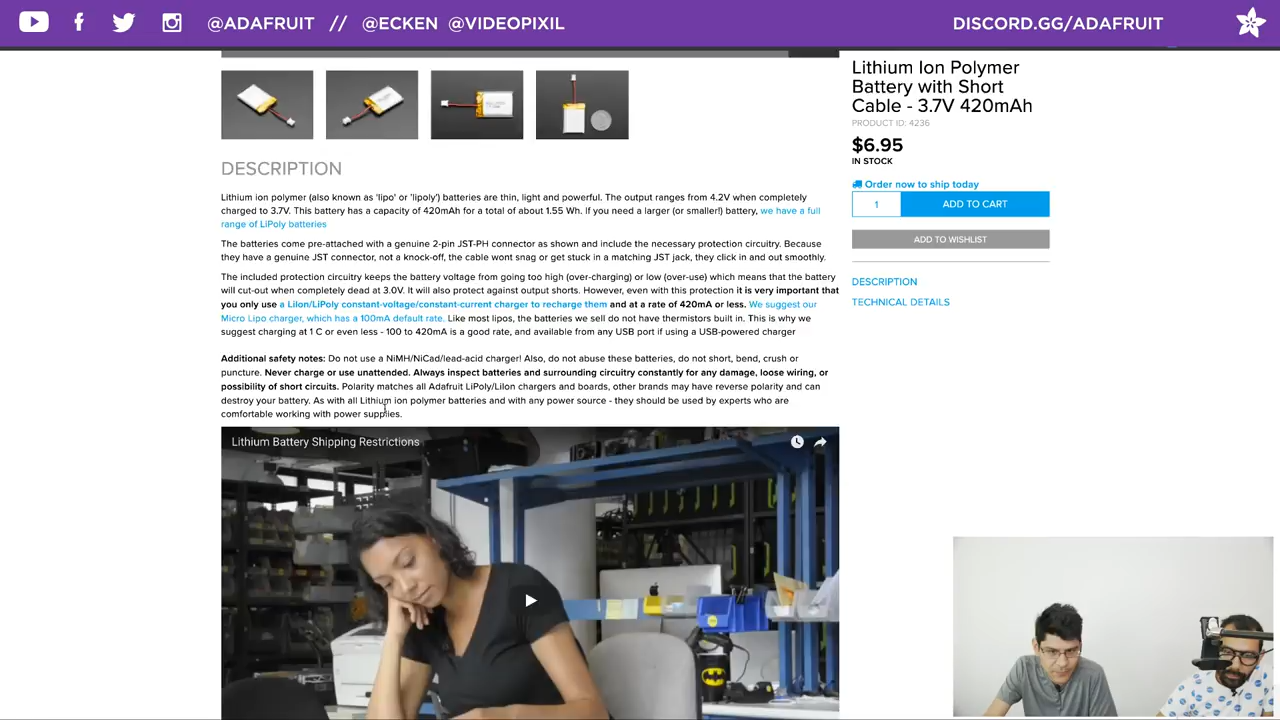 @ADAFRUIT // @ECKEN @VIDEOPIXIL
DISCORD.GG/ADAFRUIT
Lithium Ion Polymer
Battery with Short
Cable - 3.7V 420mAh
PRODUCT ID: 4236
$6.95
IN STOCK
Order now to ship today
1 ADD TO CART
ADD TO WISHLIST
DESCRIPTION
TECHNICAL DETAILS
DESCRIPTION
Lithium ion polymer (also known as 'lipo' or 'lipoly') batteries are thin, light and powerful. The output ranges from 4.2V when completely
charged to 3.7V. This battery has a capacity of 420mAh for a total of about 1.55 Wh. If you need a larger (or smaller!) battery, we have a full
range of LiPoly batteries
The batteries come pre-attached with a genuine 2-pin JST-PH connector as shown and include the necessary protection circuitry. Because
they have a genuine JST connector, not a knock-off, the cable wont snag or get stuck in a matching JST jack, they click in and out smoothly.
The included protection circuitry keeps the battery voltage from going too high (over-charging) or low (over-use) which means that the battery
will cut-out when completely dead at 3.0V. It will also protect against output shorts. However, even with this protection it is very important that
you only use a LiIon/LiPoly constant-voltage/constant-current charger to recharge them and at a rate of 420mA or less. We suggest our
Micro Lipo charger, which has a 100mA default rate. Like most lipos, the batteries we sell do not have thermistors built in. This is why we
suggest charging at 1 C or even less - 100 to 420mA is a good rate, and available from any USB port if using a USB-powered charger
Additional safety notes: Do not use a NiMH/NiCad/lead-acid charger! Also, do not abuse these batteries, do not short, bend, crush or
puncture. Never charge or use unattended. Always inspect batteries and surrounding circuitry constantly for any damage, loose wiring, or
possibility of short circuits. Polarity matches all Adafruit LiPoly/LiIon chargers and boards, other brands may have reverse polarity and can
destroy your battery. As with all Lithium ion polymer batteries and with any power source - they should be used by experts who are
comfortable working with power supplies.
Lithium Battery Shipping Restrictions